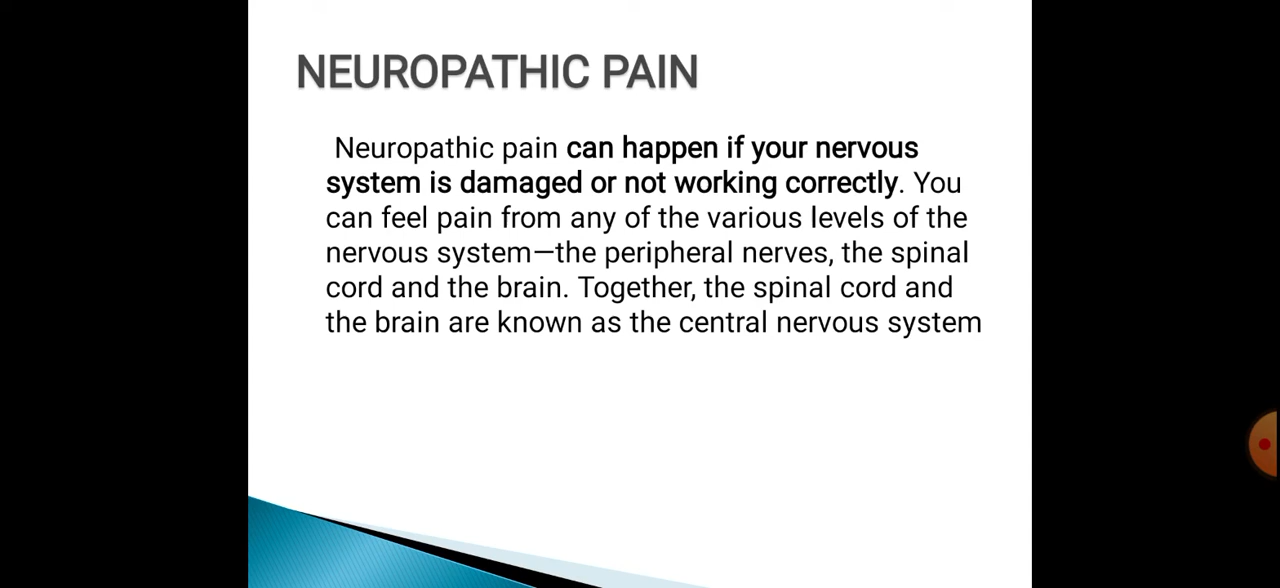 NEUROPATHIC PAIN
Neuropathic pain can happen if your nervous
system is damaged or not working correctly. You
can feel pain from any of the various levels of the
nervous system—the peripheral nerves, the spinal
cord and the brain. Together, the spinal cord and
the brain are known as the central nervous system